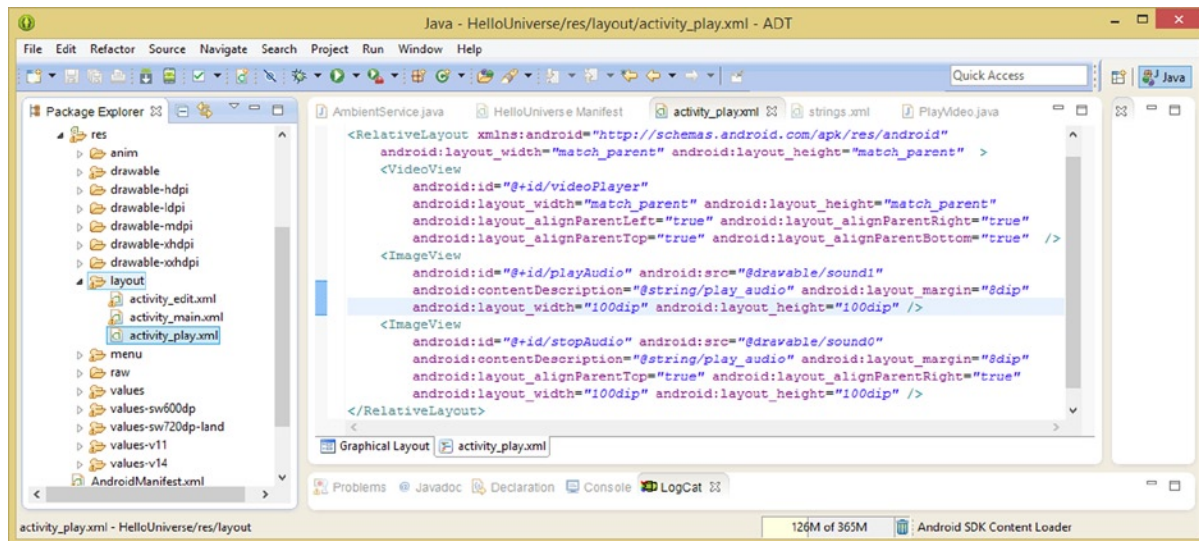 Java - HelloUniverse/res/layout/activity_play.xml - ADT
File Edit Refactor Source Navigate Search Project Run Window Help
Quick Access
Java
Package Explorer
res
anim
drawable
drawable-hdpi
drawable-ldpi
drawable-mdpi
drawable-xhdpi
drawable-xxhdpi
layout
activity_edit.xml
activity_main.xml
activity_play.xml
menu
raw
values
values-sw600dp
values-sw720dp-land
values-v11
values-v14
AndroidManifest.xml
AmbientService.java HelloUniverse Manifest activity_play.xml strings.xml PlayVideo.java
<RelativeLayout xmlns:android="http://schemas.android.com/apk/res/android"
android:layout_width="match_parent" android:layout_height="match_parent" >
<VideoView
android:id="@+id/videoPlayer"
android:layout_width="match_parent" android:layout_height="match_parent"
android:layout_alignParentLeft="true" android:layout_alignParentRight="true"
android:layout_alignParentTop="true" android:layout_alignParentBottom="true" />
<ImageView
android:id="@+id/playAudio" android:src="@drawable/sound1"
android:contentDescription="@string/play_audio" android:layout_margin="8dip"
android:layout_width="100dip" android:layout_height="100dip" />
<ImageView
android:id="@+id/stopAudio" android:src="@drawable/sound0"
android:contentDescription="@string/play_audio" android:layout_margin="8dip"
android:layout_alignParentTop="true" android:layout_alignParentRight="true"
android:layout_width="100dip" android:layout_height="100dip" />
</RelativeLayout>
Graphical Layout activity_play.xml
Problems @ Javadoc Declaration Console LogCat
activity_play.xml - HelloUniverse/res/layout
126M of 365M
Android SDK Content Loader